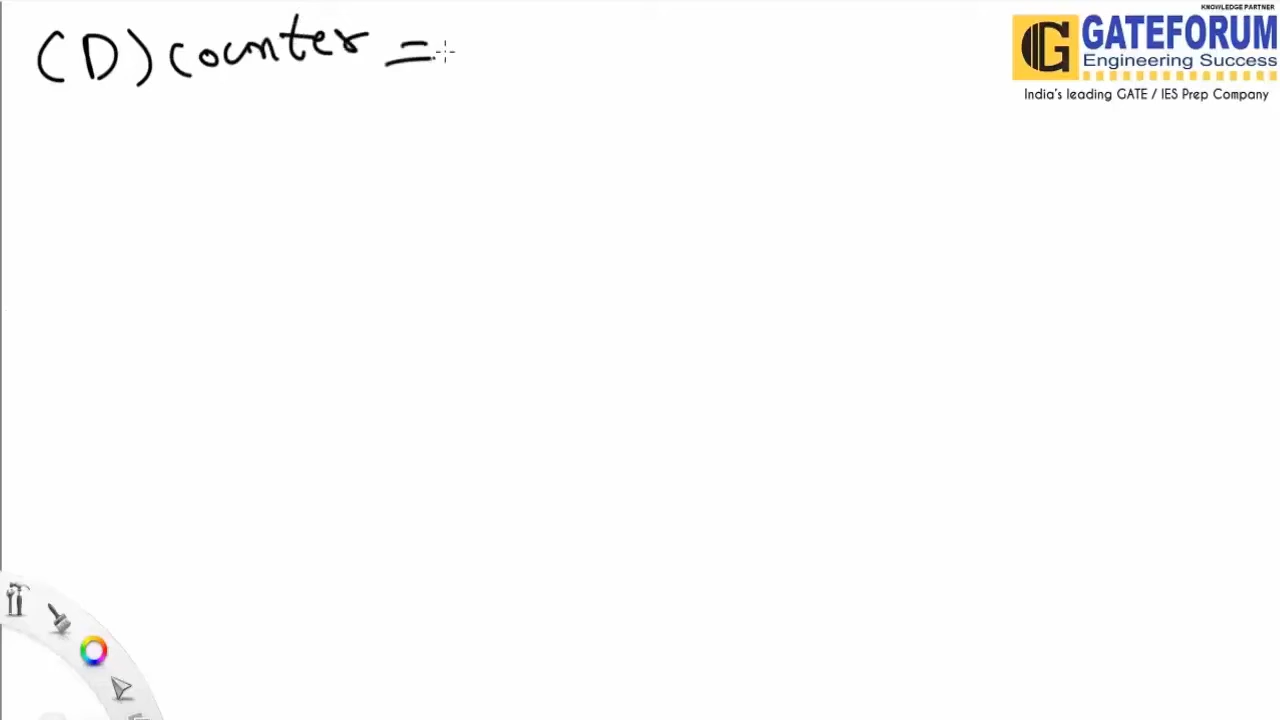 (D) counter =
KNOWLEDGE PARTNER
GATEFORUM
Engineering Success
India's leading GATE / IES Prep Company